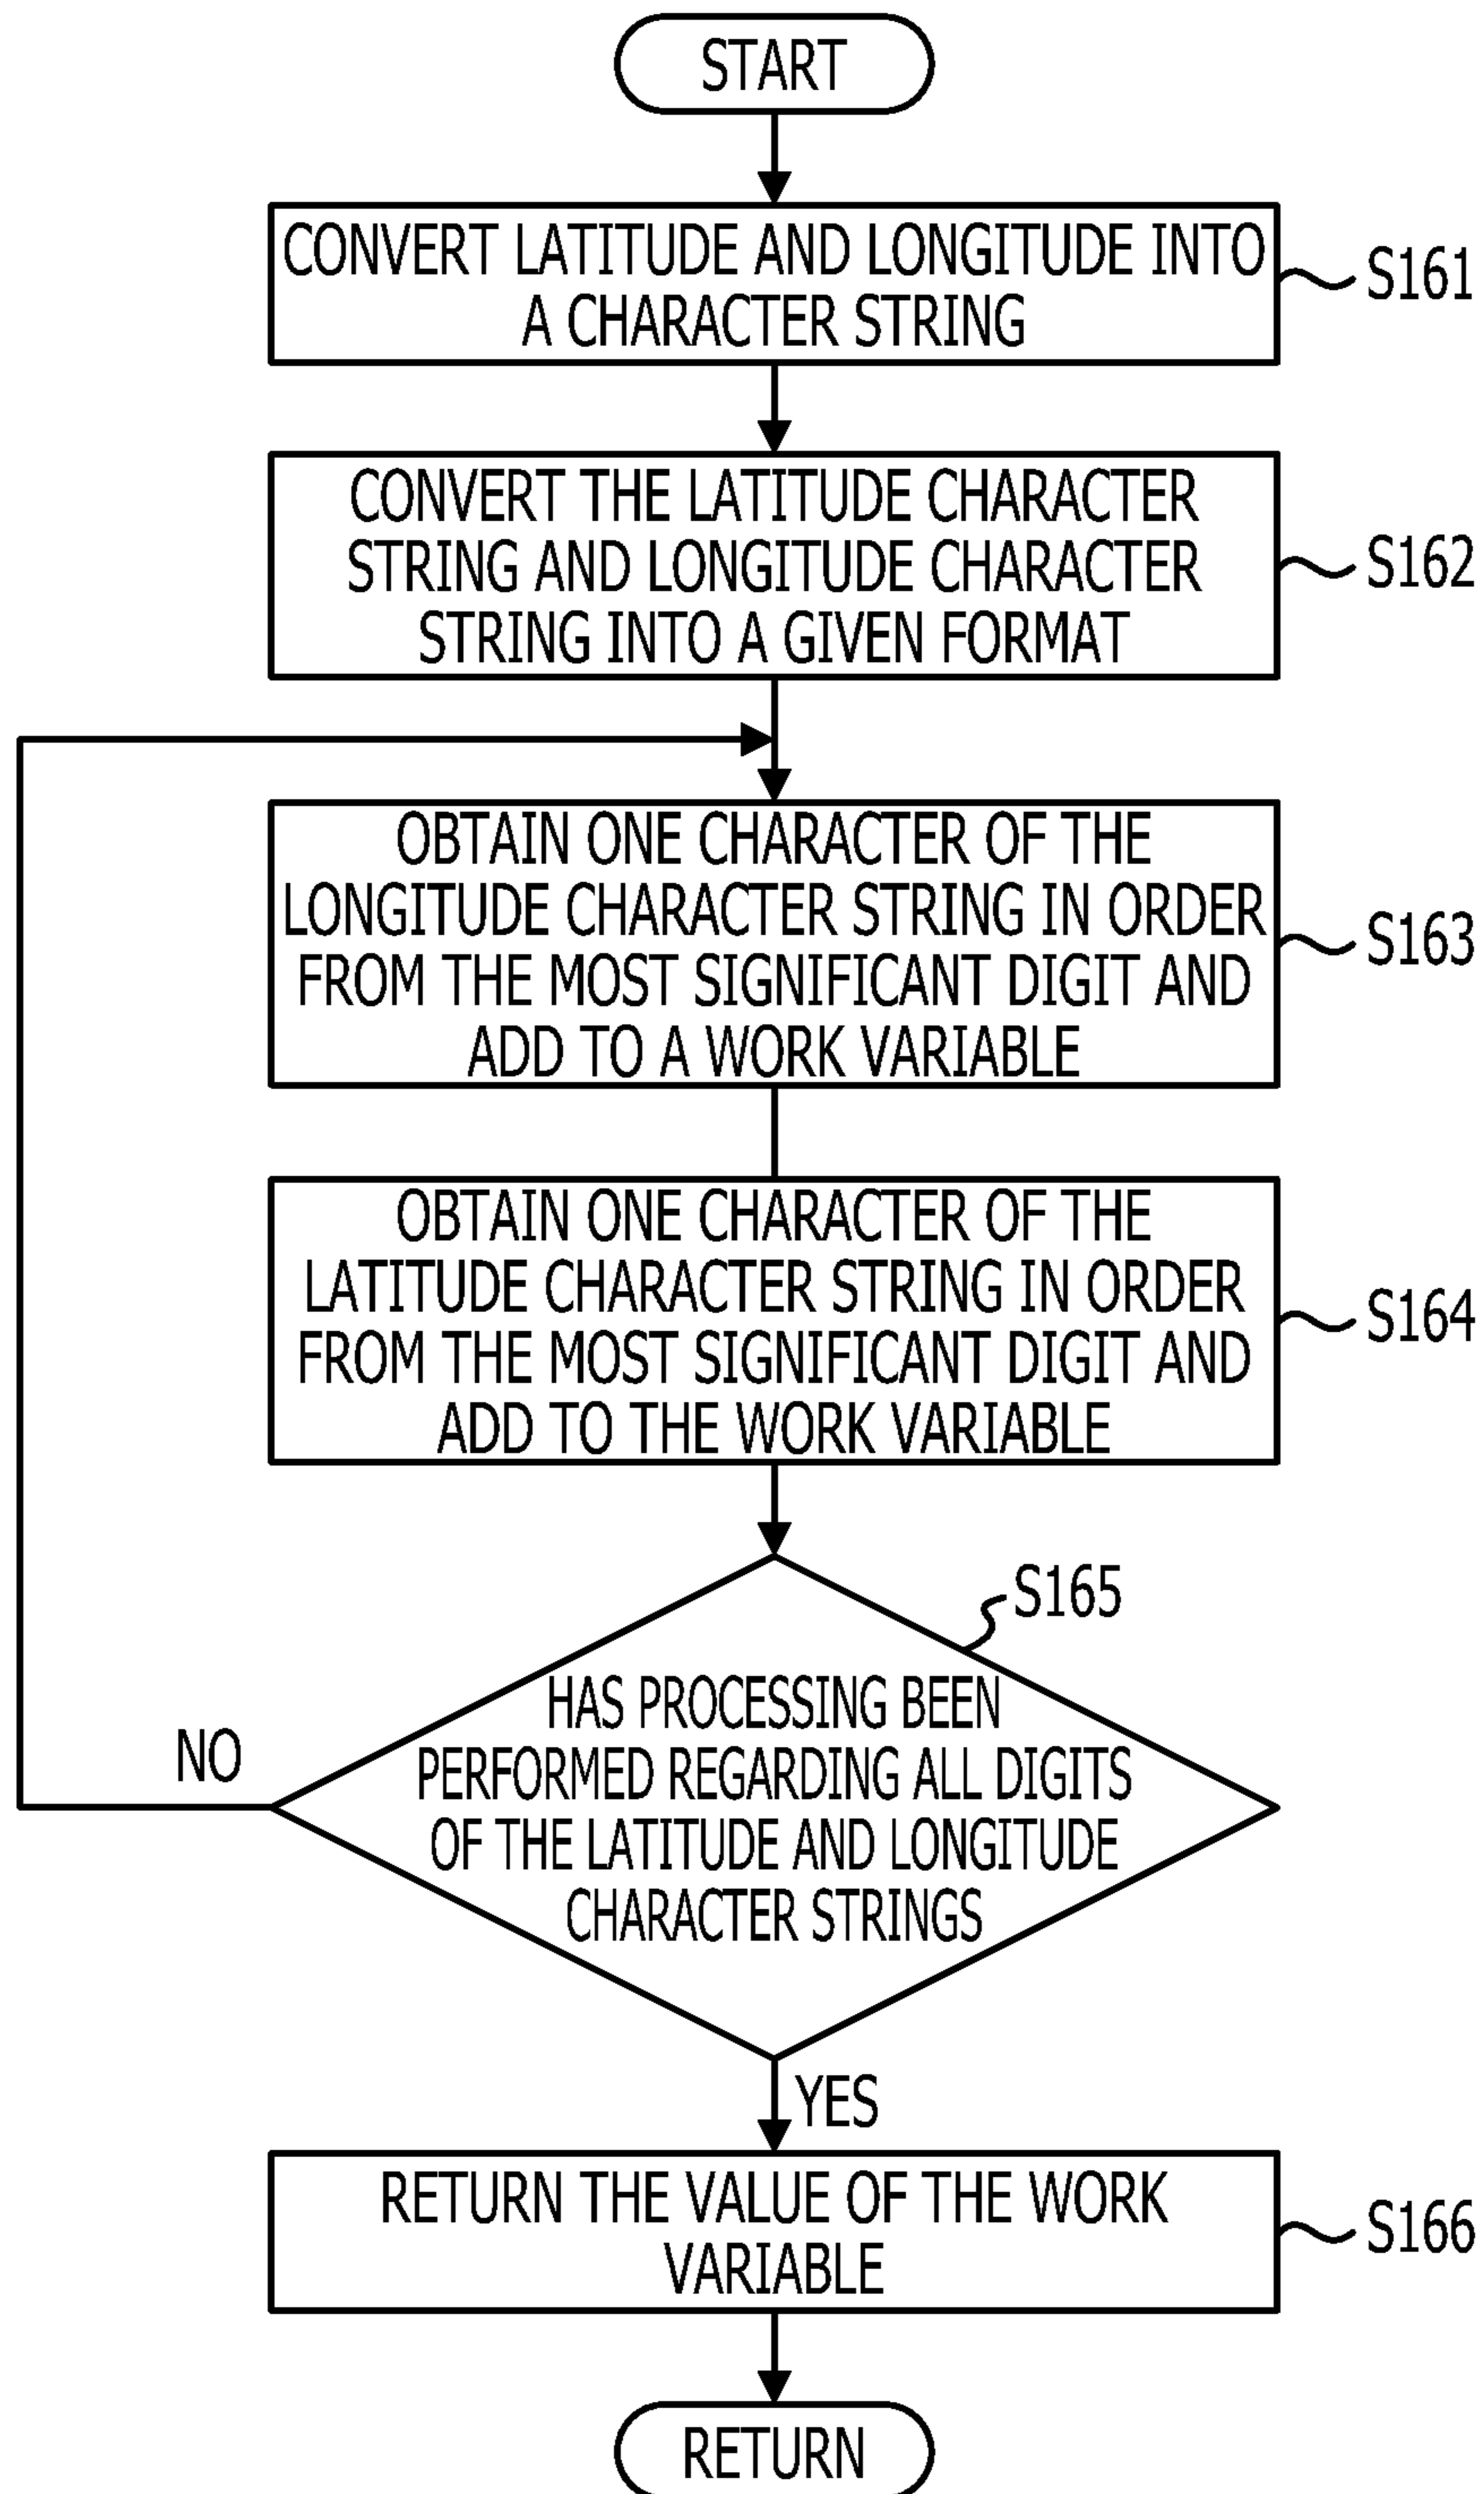 START
CONVERT LATITUDE AND LONGITUDE INTO
A CHARACTER STRING
S161
CONVERT THE LATITUDE CHARACTER
STRING AND LONGITUDE CHARACTER
STRING INTO A GIVEN FORMAT
S162
OBTAIN ONE CHARACTER OF THE
LONGITUDE CHARACTER STRING IN ORDER
FROM THE MOST SIGNIFICANT DIGIT AND
ADD TO A WORK VARIABLE
S163
OBTAIN ONE CHARACTER OF THE
LATITUDE CHARACTER STRING IN ORDER
FROM THE MOST SIGNIFICANT DIGIT AND
ADD TO THE WORK VARIABLE
S164
S165
HAS PROCESSING BEEN
PERFORMED REGARDING ALL DIGITS
OF THE LATITUDE AND LONGITUDE
CHARACTER STRINGS
NO
YES
RETURN THE VALUE OF THE WORK
VARIABLE
S166
RETURN